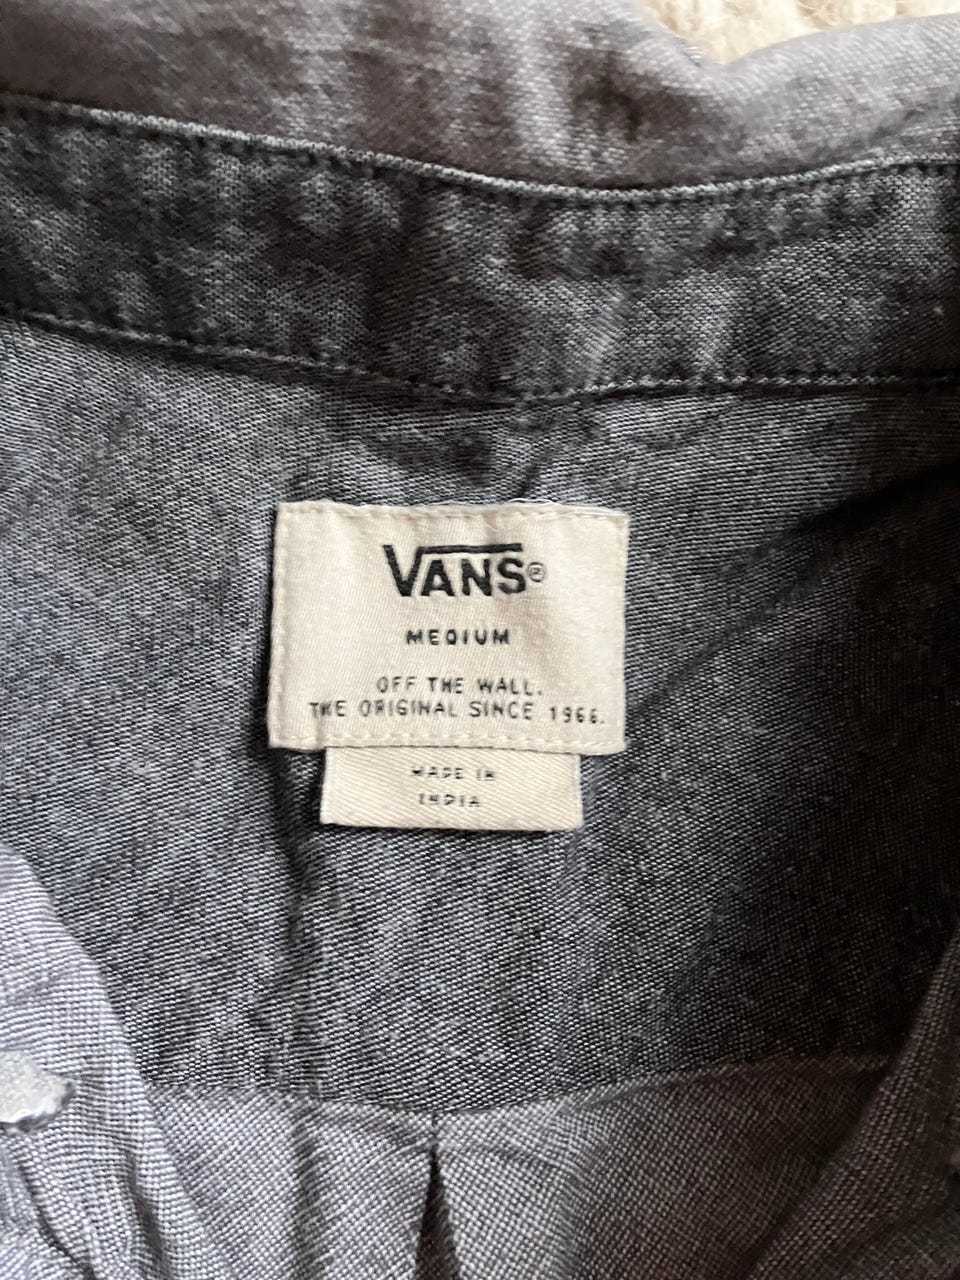 VANS®
MEDIUM
OFF THE WALL.
THE ORIGINAL SINCE 1966.
MADE IN
INDIA